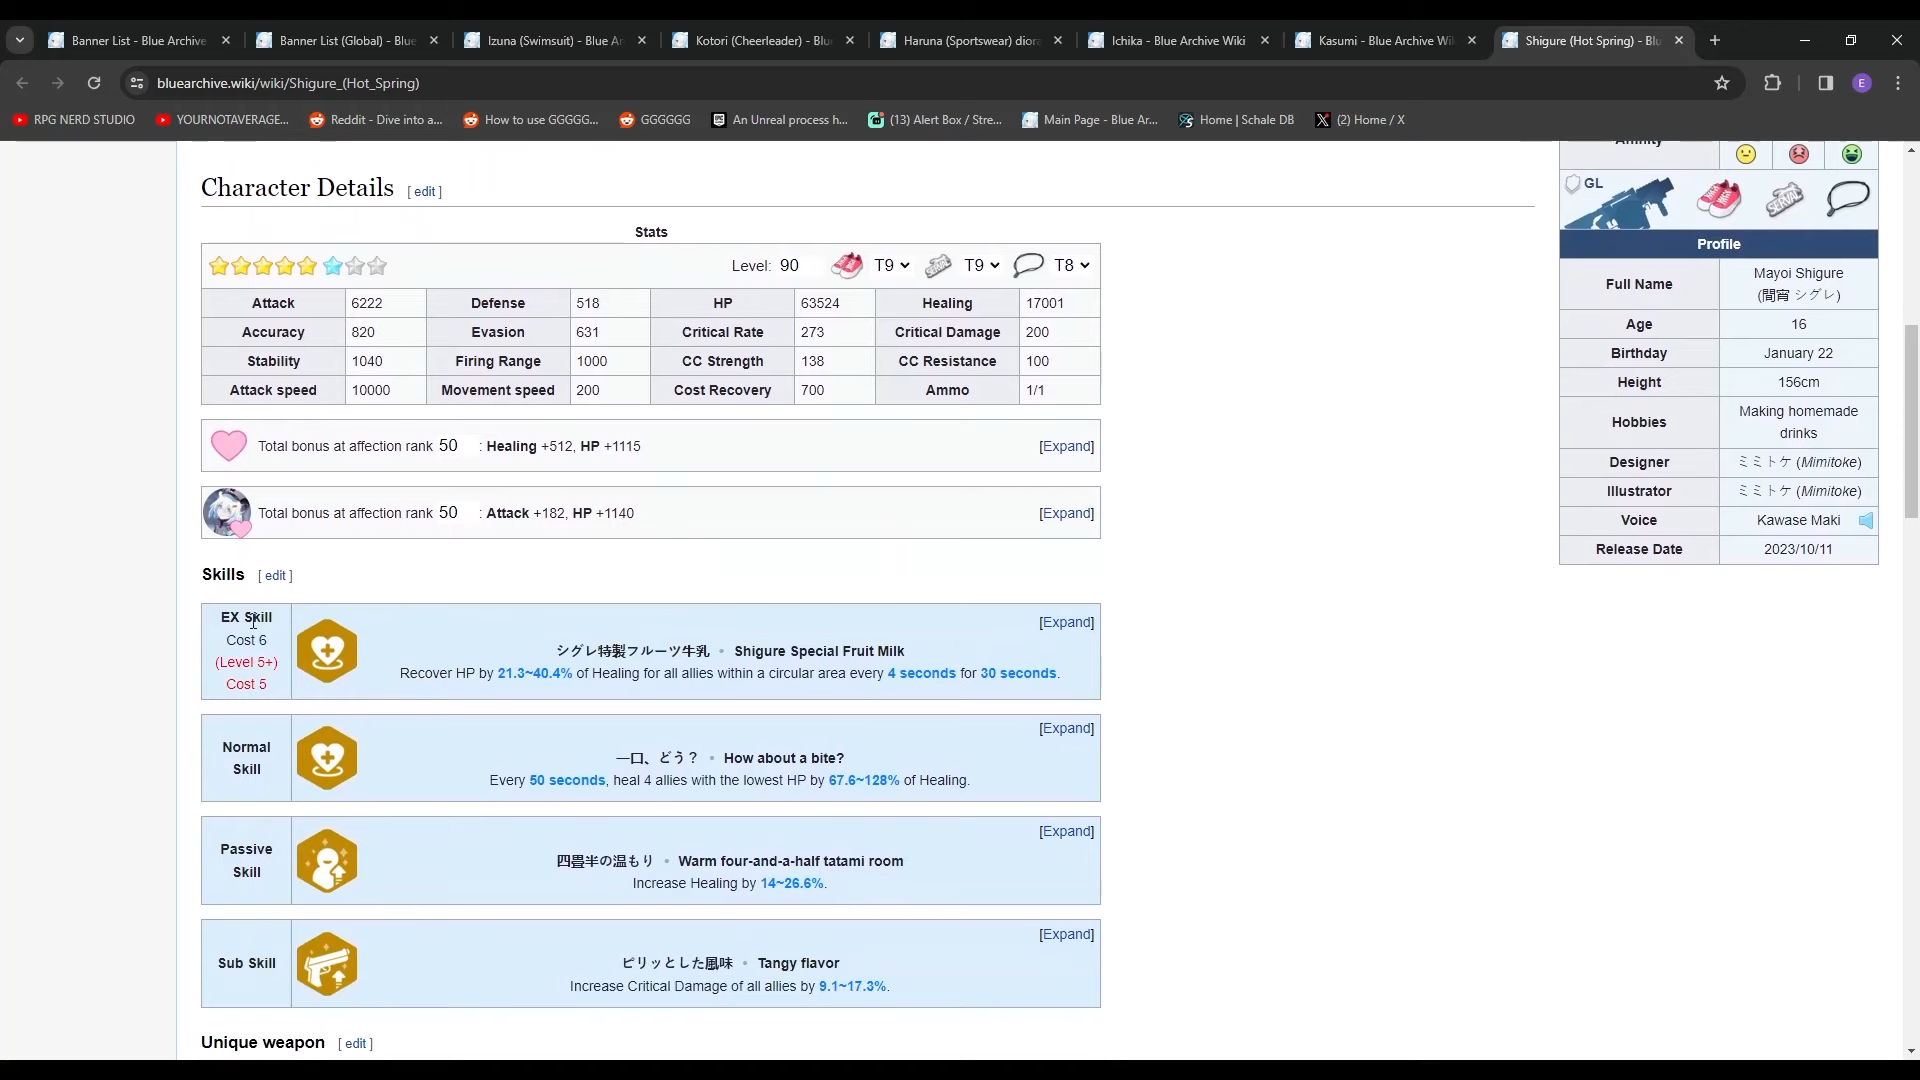 Banner List - Blue Archive
Banner List (Global) - Blue
Izuna (Swimsuit) - Blue Ar
Kotori (Cheerleader) - Blu
Haruna (Sportswear) dior
Ichika - Blue Archive Wiki
Kasumi - Blue Archive Wi
Shigure (Hot Spring) - Blu
bluearchive.wiki/wiki/Shigure_(Hot_Spring)
E
RPG NERD STUDIO
YOURNOTAVERAGE...
Reddit - Dive into a...
How to use GGGGG...
GGGGGG
An Unreal process h...
(13) Alert Box / Stre...
Main Page - Blue Ar...
Home | Schale DB
(2) Home / X
Character Details [ edit ]
Stats
Level: 90 T9 T9 T8
Attack 6222 Defense 518 HP 63524 Healing 17001
Accuracy 820 Evasion 631 Critical Rate 273 Critical Damage 200
Stability 1040 Firing Range 1000 CC Strength 138 CC Resistance 100
Attack speed 10000 Movement speed 200 Cost Recovery 700 Ammo 1/1
Total bonus at affection rank 50 : Healing +512, HP +1115 [Expand]
Total bonus at affection rank 50 : Attack +182, HP +1140 [Expand]
Skills [ edit ]
EX Skill
Cost 6
(Level 5+)
Cost 5
[Expand]
シグレ特製フルーツ牛乳 • Shigure Special Fruit Milk
Recover HP by 21.3~40.4% of Healing for all allies within a circular area every 4 seconds for 30 seconds.
Normal
Skill
[Expand]
一口、どう？ • How about a bite?
Every 50 seconds, heal 4 allies with the lowest HP by 67.6~128% of Healing.
Passive
Skill
[Expand]
四畳半の温もり • Warm four-and-a-half tatami room
Increase Healing by 14~26.6%.
Sub Skill
[Expand]
ピリッとした風味 • Tangy flavor
Increase Critical Damage of all allies by 9.1~17.3%.
Unique weapon [ edit ]
GL
SERVAL
Profile
Full Name Mayoi Shigure
(間宵 シグレ)
Age 16
Birthday January 22
Height 156cm
Hobbies Making homemade
drinks
Designer ミミトケ (Mimitoke)
Illustrator ミミトケ (Mimitoke)
Voice Kawase Maki
Release Date 2023/10/11